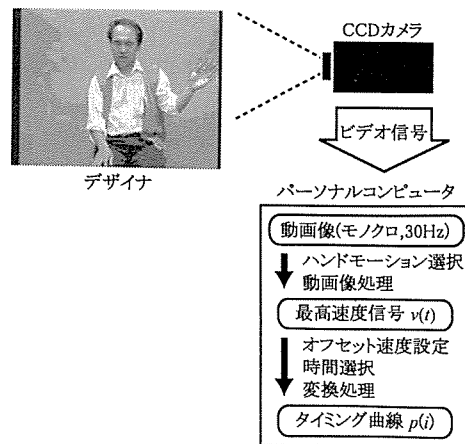 CCDカメラ
ビデオ信号
デザイナ
パーソナルコンピュータ
動画像(モノクロ,30Hz)
ハンドモーション選択
動画像処理
最高速度信号 v(t)
オフセット速度設定
時間選択
変換処理
タイミング曲線 p(i)